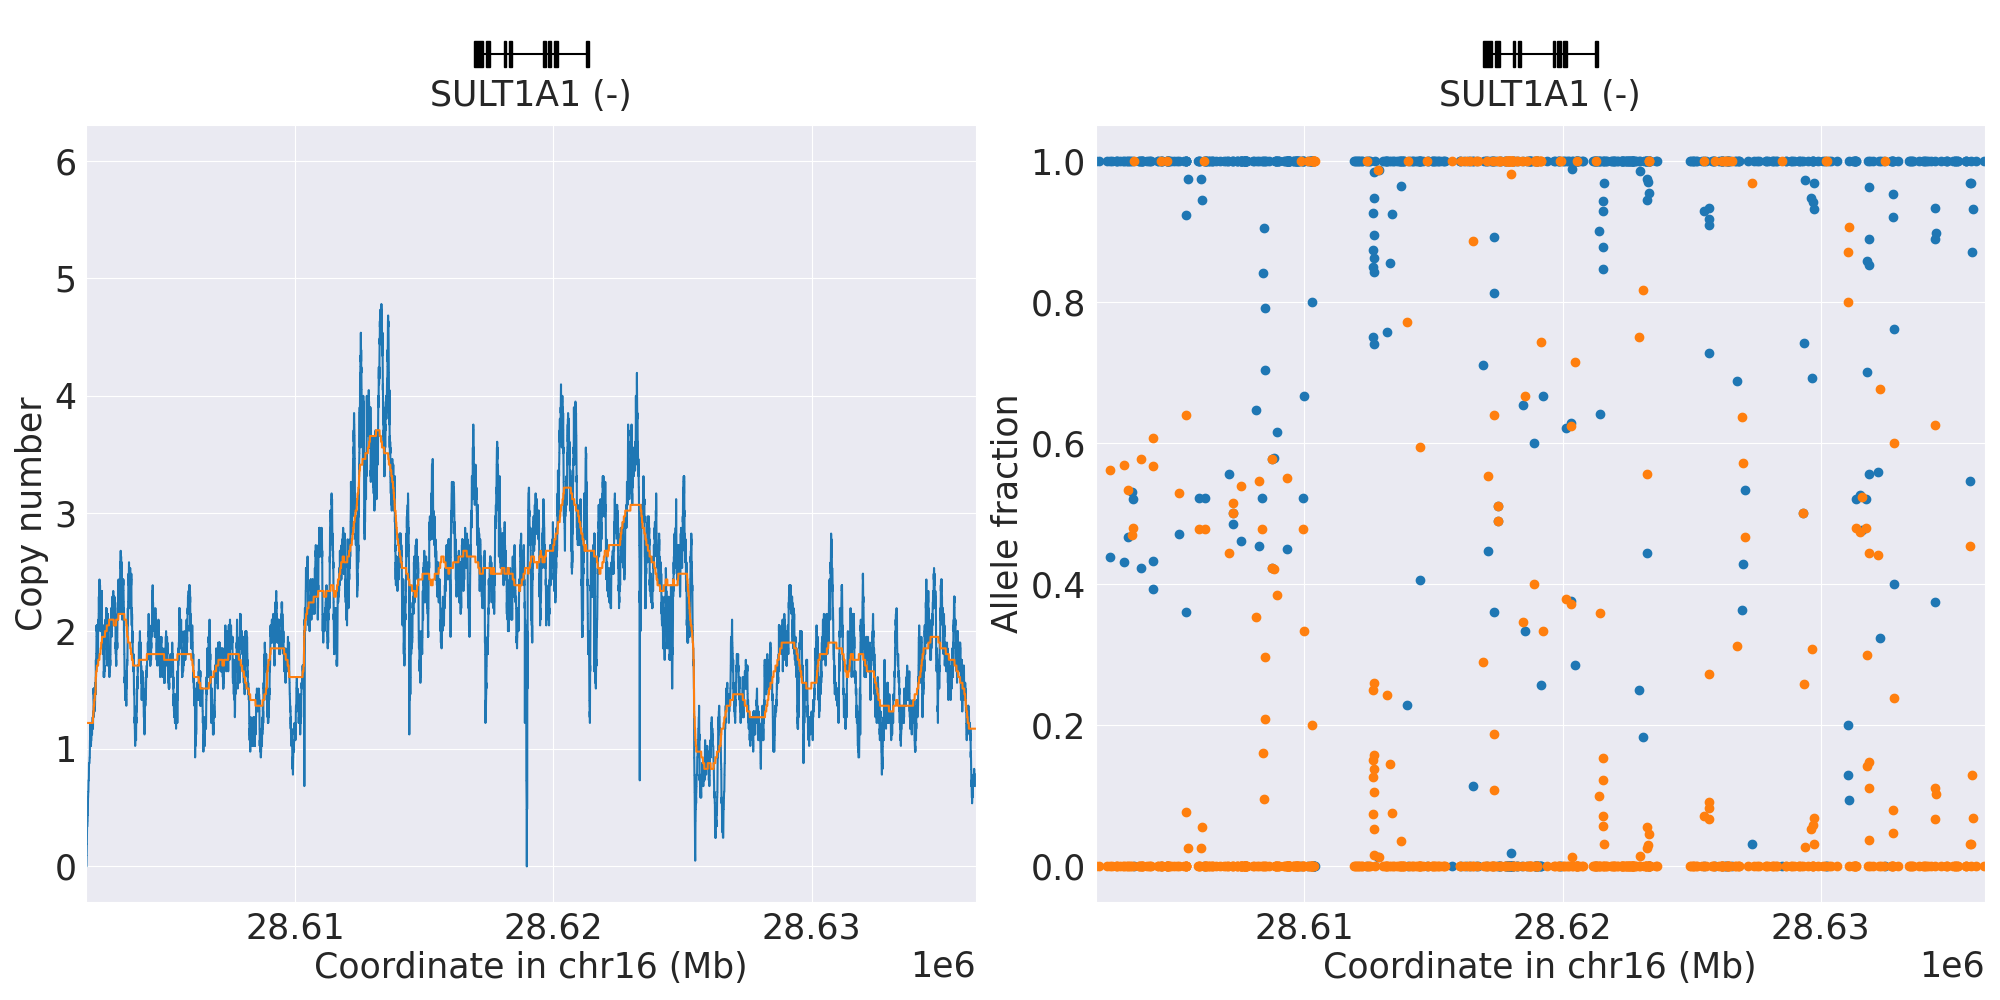 SULT1A1 (-)
6
5
4
3
2
1
0
Copy number
28.61
28.62
28.63
Coordinate in chr16 (Mb)
1e6
SULT1A1 (-)
1.0
0.8
0.6
0.4
0.2
0.0
Allele fraction
28.61
28.62
28.63
Coordinate in chr16 (Mb)
1e6